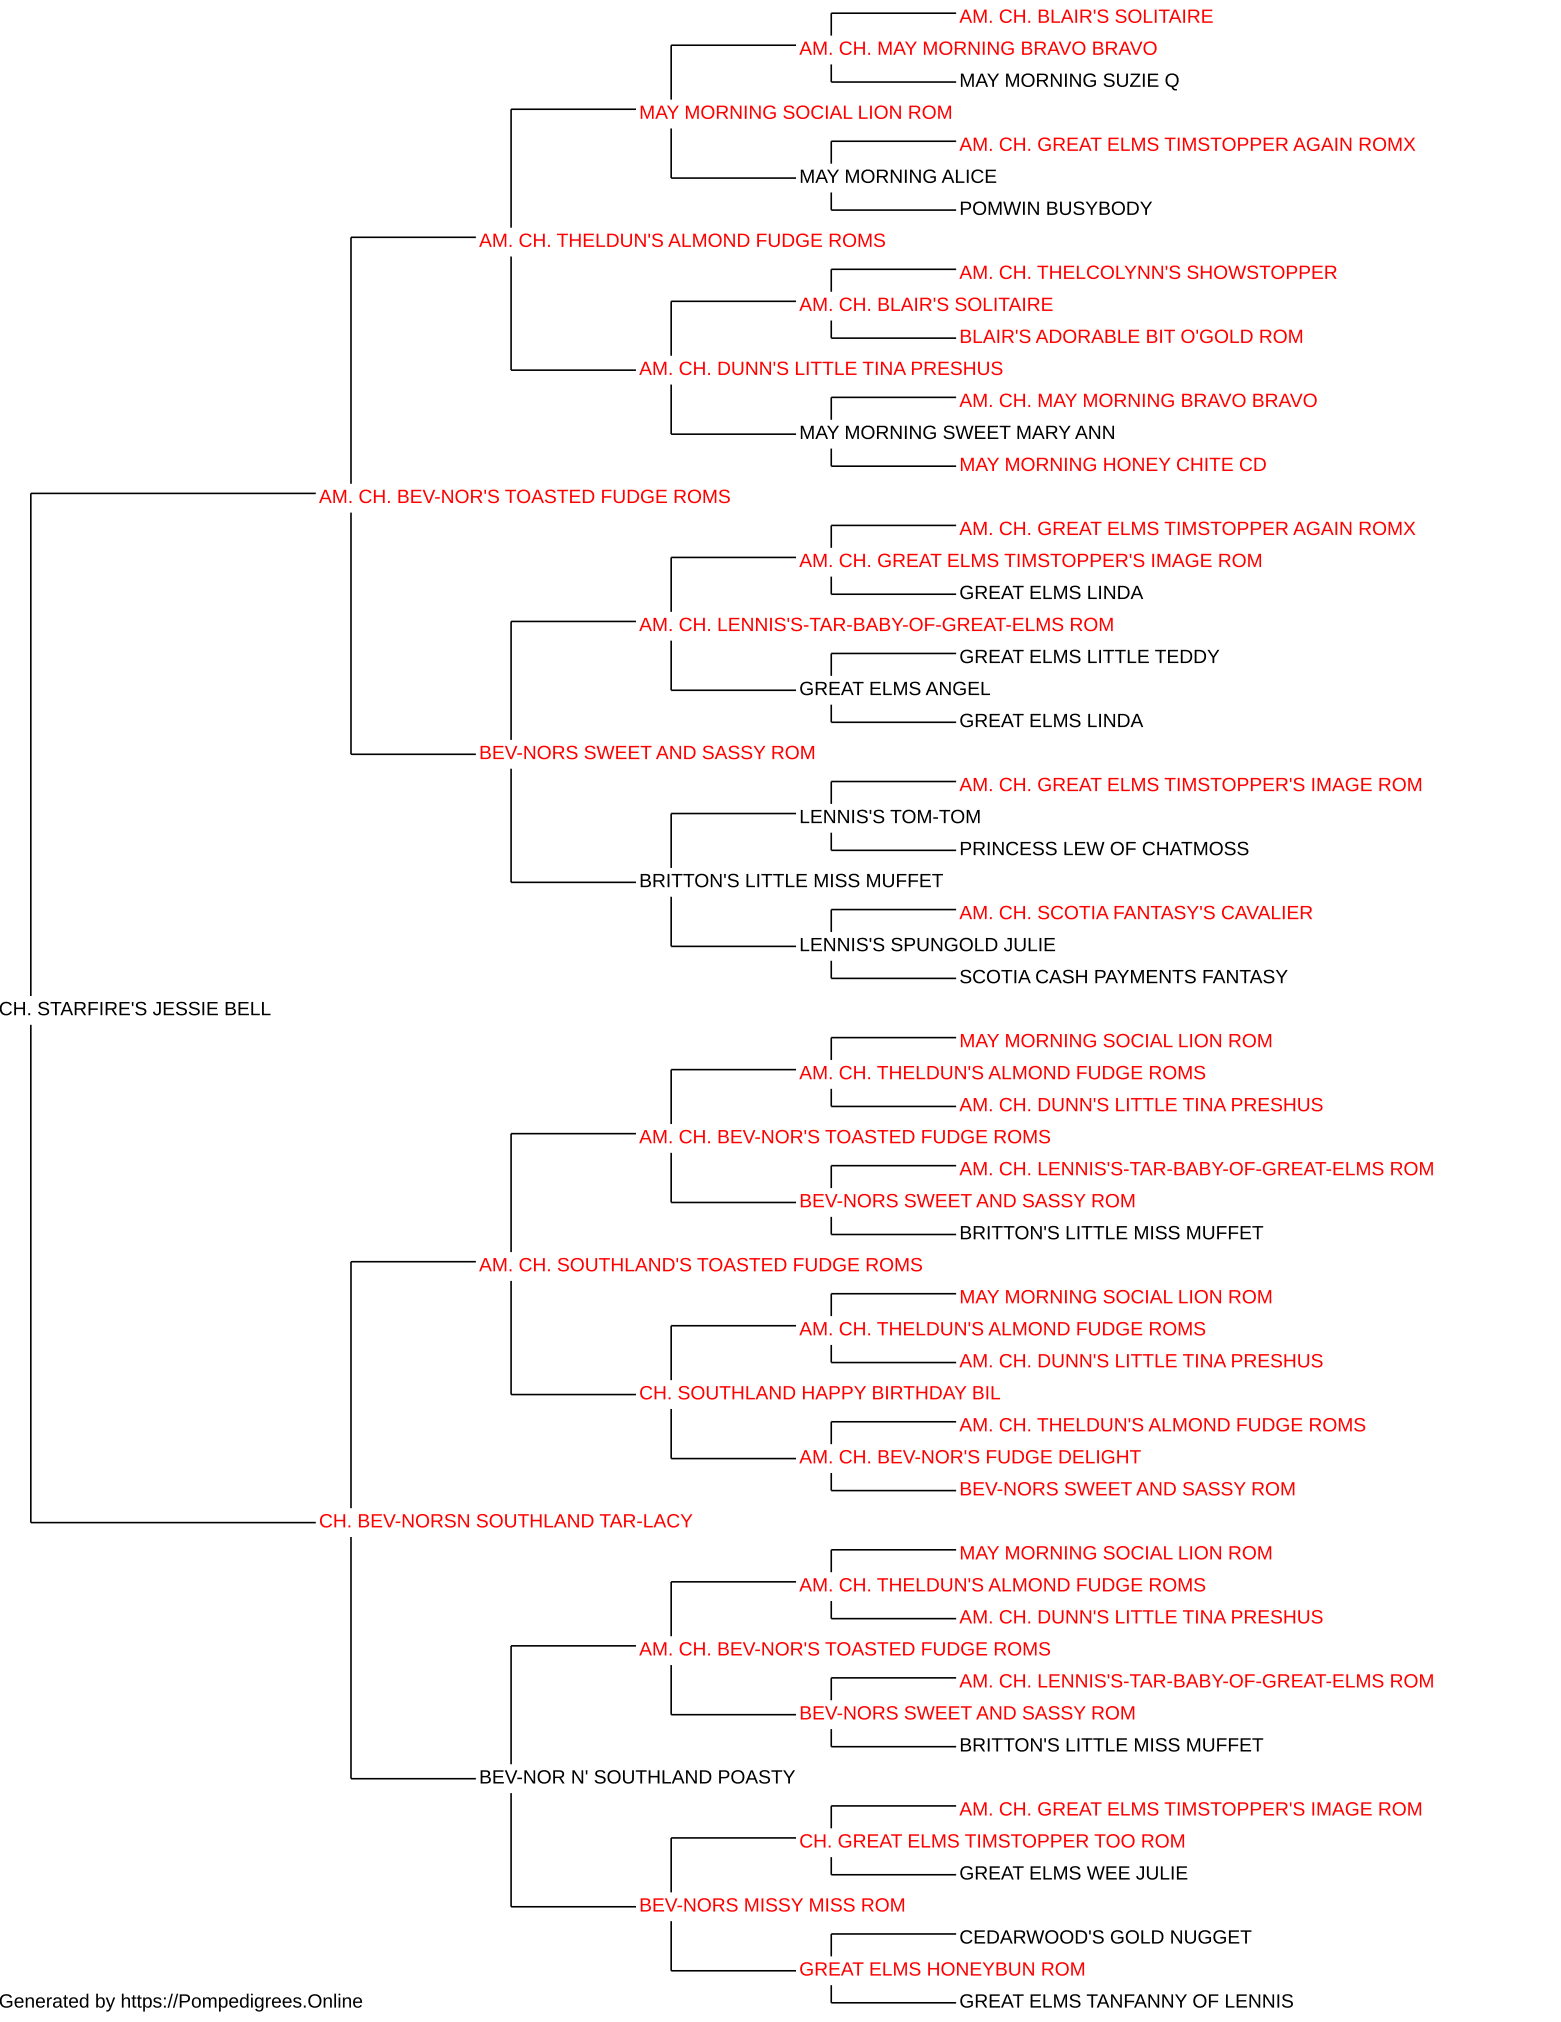 AM. CH. BLAIR'S SOLITAIRE
AM. CH. MAY MORNING BRAVO BRAVO
MAY MORNING SUZIE Q
MAY MORNING SOCIAL LION ROM
AM. CH. GREAT ELMS TIMSTOPPER AGAIN ROMX
MAY MORNING ALICE
POMWIN BUSYBODY
AM. CH. THELDUN'S ALMOND FUDGE ROMS
AM. CH. THELCOLYNN'S SHOWSTOPPER
AM. CH. BLAIR'S SOLITAIRE
BLAIR'S ADORABLE BIT O'GOLD ROM
AM. CH. DUNN'S LITTLE TINA PRESHUS
AM. CH. MAY MORNING BRAVO BRAVO
MAY MORNING SWEET MARY ANN
MAY MORNING HONEY CHITE CD
AM. CH. BEV-NOR'S TOASTED FUDGE ROMS
AM. CH. GREAT ELMS TIMSTOPPER AGAIN ROMX
AM. CH. GREAT ELMS TIMSTOPPER'S IMAGE ROM
GREAT ELMS LINDA
AM. CH. LENNIS'S-TAR-BABY-OF-GREAT-ELMS ROM
GREAT ELMS LITTLE TEDDY
GREAT ELMS ANGEL
GREAT ELMS LINDA
BEV-NORS SWEET AND SASSY ROM
AM. CH. GREAT ELMS TIMSTOPPER'S IMAGE ROM
LENNIS'S TOM-TOM
PRINCESS LEW OF CHATMOSS
BRITTON'S LITTLE MISS MUFFET
AM. CH. SCOTIA FANTASY'S CAVALIER
LENNIS'S SPUNGOLD JULIE
SCOTIA CASH PAYMENTS FANTASY
CH. STARFIRE'S JESSIE BELL
MAY MORNING SOCIAL LION ROM
AM. CH. THELDUN'S ALMOND FUDGE ROMS
AM. CH. DUNN'S LITTLE TINA PRESHUS
AM. CH. BEV-NOR'S TOASTED FUDGE ROMS
AM. CH. LENNIS'S-TAR-BABY-OF-GREAT-ELMS ROM
BEV-NORS SWEET AND SASSY ROM
BRITTON'S LITTLE MISS MUFFET
AM. CH. SOUTHLAND'S TOASTED FUDGE ROMS
MAY MORNING SOCIAL LION ROM
AM. CH. THELDUN'S ALMOND FUDGE ROMS
AM. CH. DUNN'S LITTLE TINA PRESHUS
CH. SOUTHLAND HAPPY BIRTHDAY BIL
AM. CH. THELDUN'S ALMOND FUDGE ROMS
AM. CH. BEV-NOR'S FUDGE DELIGHT
BEV-NORS SWEET AND SASSY ROM
CH. BEV-NORSN SOUTHLAND TAR-LACY
MAY MORNING SOCIAL LION ROM
AM. CH. THELDUN'S ALMOND FUDGE ROMS
AM. CH. DUNN'S LITTLE TINA PRESHUS
AM. CH. BEV-NOR'S TOASTED FUDGE ROMS
AM. CH. LENNIS'S-TAR-BABY-OF-GREAT-ELMS ROM
BEV-NORS SWEET AND SASSY ROM
BRITTON'S LITTLE MISS MUFFET
BEV-NOR N' SOUTHLAND POASTY
AM. CH. GREAT ELMS TIMSTOPPER'S IMAGE ROM
CH. GREAT ELMS TIMSTOPPER TOO ROM
GREAT ELMS WEE JULIE
BEV-NORS MISSY MISS ROM
CEDARWOOD'S GOLD NUGGET
GREAT ELMS HONEYBUN ROM
GREAT ELMS TANFANNY OF LENNIS
Generated by https://Pompedigrees.Online